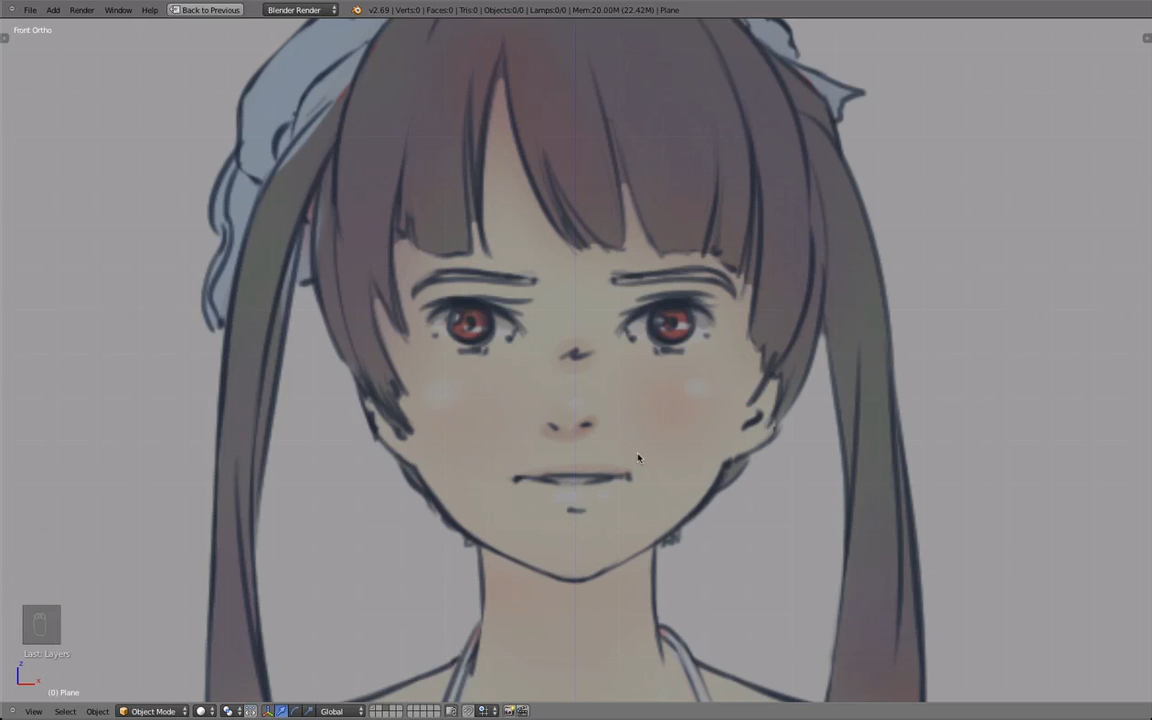 File Add Render Window Help Back to Previous Blender Render v2.69 | Verts:0 | Faces:0 | Tris:0 | Objects:0/0 | Lamps:0/0 | Mem:20.00M (22.42M) | Plane
Front Ortho
Last: Layers
z
x
(0) Plane
View Select Object Object Mode Global